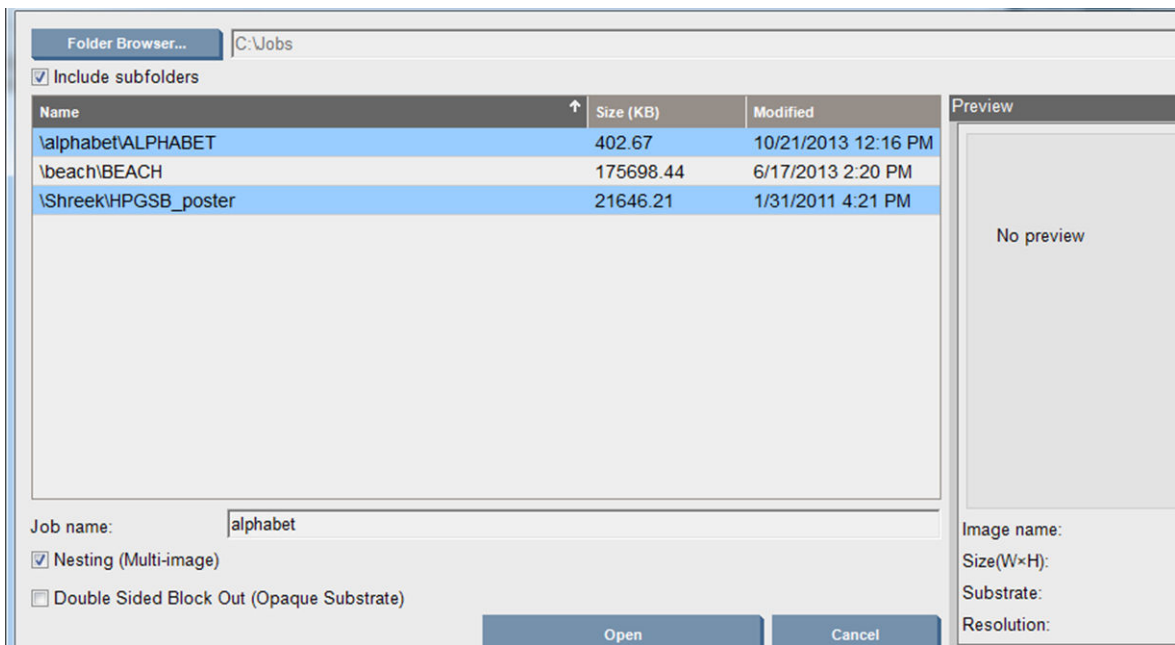 Folder Browser... C:\Jobs
Include subfolders
Name Size (KB) Modified
\alphabet\ALPHABET 402.67 10/21/2013 12:16 PM
\beach\BEACH 175698.44 6/17/2013 2:20 PM
\Shreek\HPGSB_poster 21646.21 1/31/2011 4:21 PM
Job name: alphabet
Nesting (Multi-image)
Double Sided Block Out (Opaque Substrate)
Open Cancel
Preview
No preview
Image name:
Size(W×H):
Substrate:
Resolution: